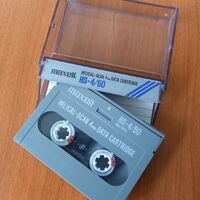 maxell
HELICAL-SCAN 4mm DATA CARTRIDGE
HS-4/60
maxell
HS-4/60
HELICAL-SCAN 4mm DATA CARTRIDGE